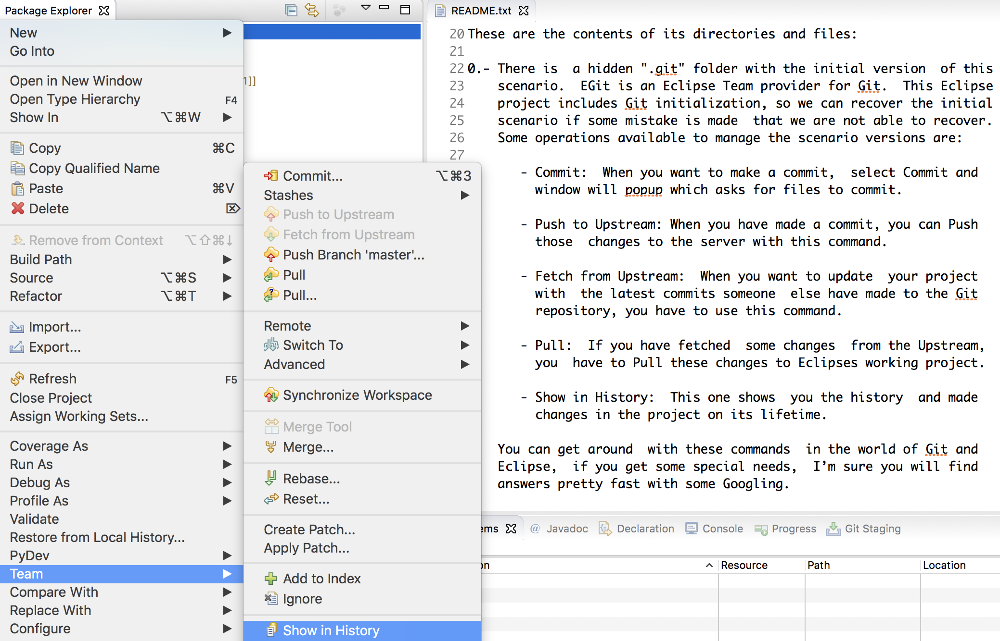 Package Explorer
New
Go Into
Open in New Window
Open Type Hierarchy F4
Show In ⌥⌘W
Copy ⌘C
Copy Qualified Name
Paste ⌘V
Delete ⌦
Remove from Context ⌥⇧⌘↓
Build Path
Source ⌥⌘S
Refactor ⌥⌘T
Import...
Export...
Refresh F5
Close Project
Assign Working Sets...
Coverage As
Run As
Debug As
Profile As
Validate
Restore from Local History...
PyDev
Team
Compare With
Replace With
Configure
1]]
Commit... ⌥⌘3
Stashes
Push to Upstream
Fetch from Upstream
Push Branch 'master'...
Pull
Pull...
Remote
Switch To
Advanced
Synchronize Workspace
Merge Tool
Merge...
Rebase...
Reset...
Create Patch...
Apply Patch...
Add to Index
Ignore
Show in History
README.txt
20 These are the contents of its directories and files:
21
22 0.- There is  a hidden ".git" folder with the initial version  of this
23 scenario.  EGit is an Eclipse Team provider for Git.  This Eclipse
24 project includes Git initialization, so we can recover the initial
25 scenario if some mistake is made  that we are not able to recover.
26 Some operations available to manage the scenario versions are:
27
- Commit:  When you want to make a commit,  select Commit and
window will popup which asks for files to commit.
- Push to Upstream: When you have made a commit, you can Push
those  changes to the server with this command.
- Fetch from Upstream:  When you want to update  your project
with  the latest commits someone  else have made to the Git
repository, you have to use this command.
- Pull:  If you have fetched  some changes  from the Upstream,
you  have to Pull these changes to Eclipses working project.
- Show in History:  This one shows  you the history  and made
changes in the project on its lifetime.
You can get around  with these commands  in the world of Git and
Eclipse,  if you get some special needs,  I’m sure you will find
answers pretty fast with some Googling.
ems @ Javadoc Declaration Console Progress Git Staging
on Resource Path Location